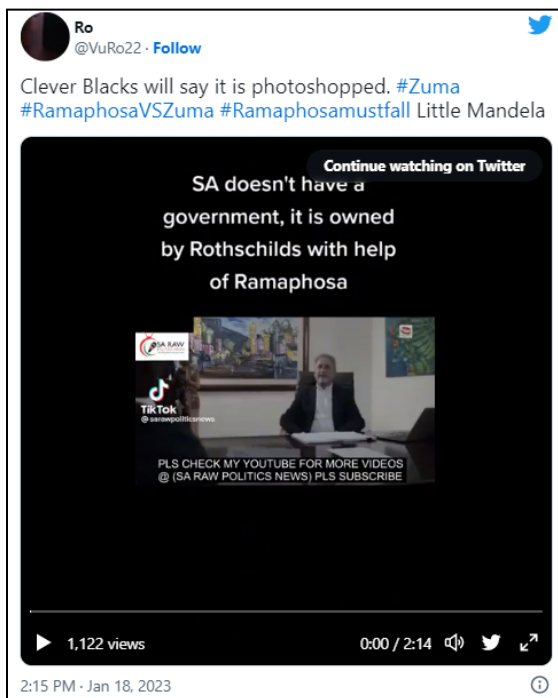 Ro
@VuRo22 · Follow
Clever Blacks will say it is photoshopped. #Zuma
#RamaphosaVSZuma #Ramaphosamustfall Little Mandela
Continue watching on Twitter
SA doesn't have a
government, it is owned
by Rothschilds with help
of Ramaphosa
SA RAW
TikTok
@sarawpoliticsnews
PLS CHECK MY YOUTUBE FOR MORE VIDEOS
@ (SA RAW POLITICS NEWS) PLS SUBSCRIBE
1,122 views
0:00 / 2:14
2:15 PM · Jan 18, 2023